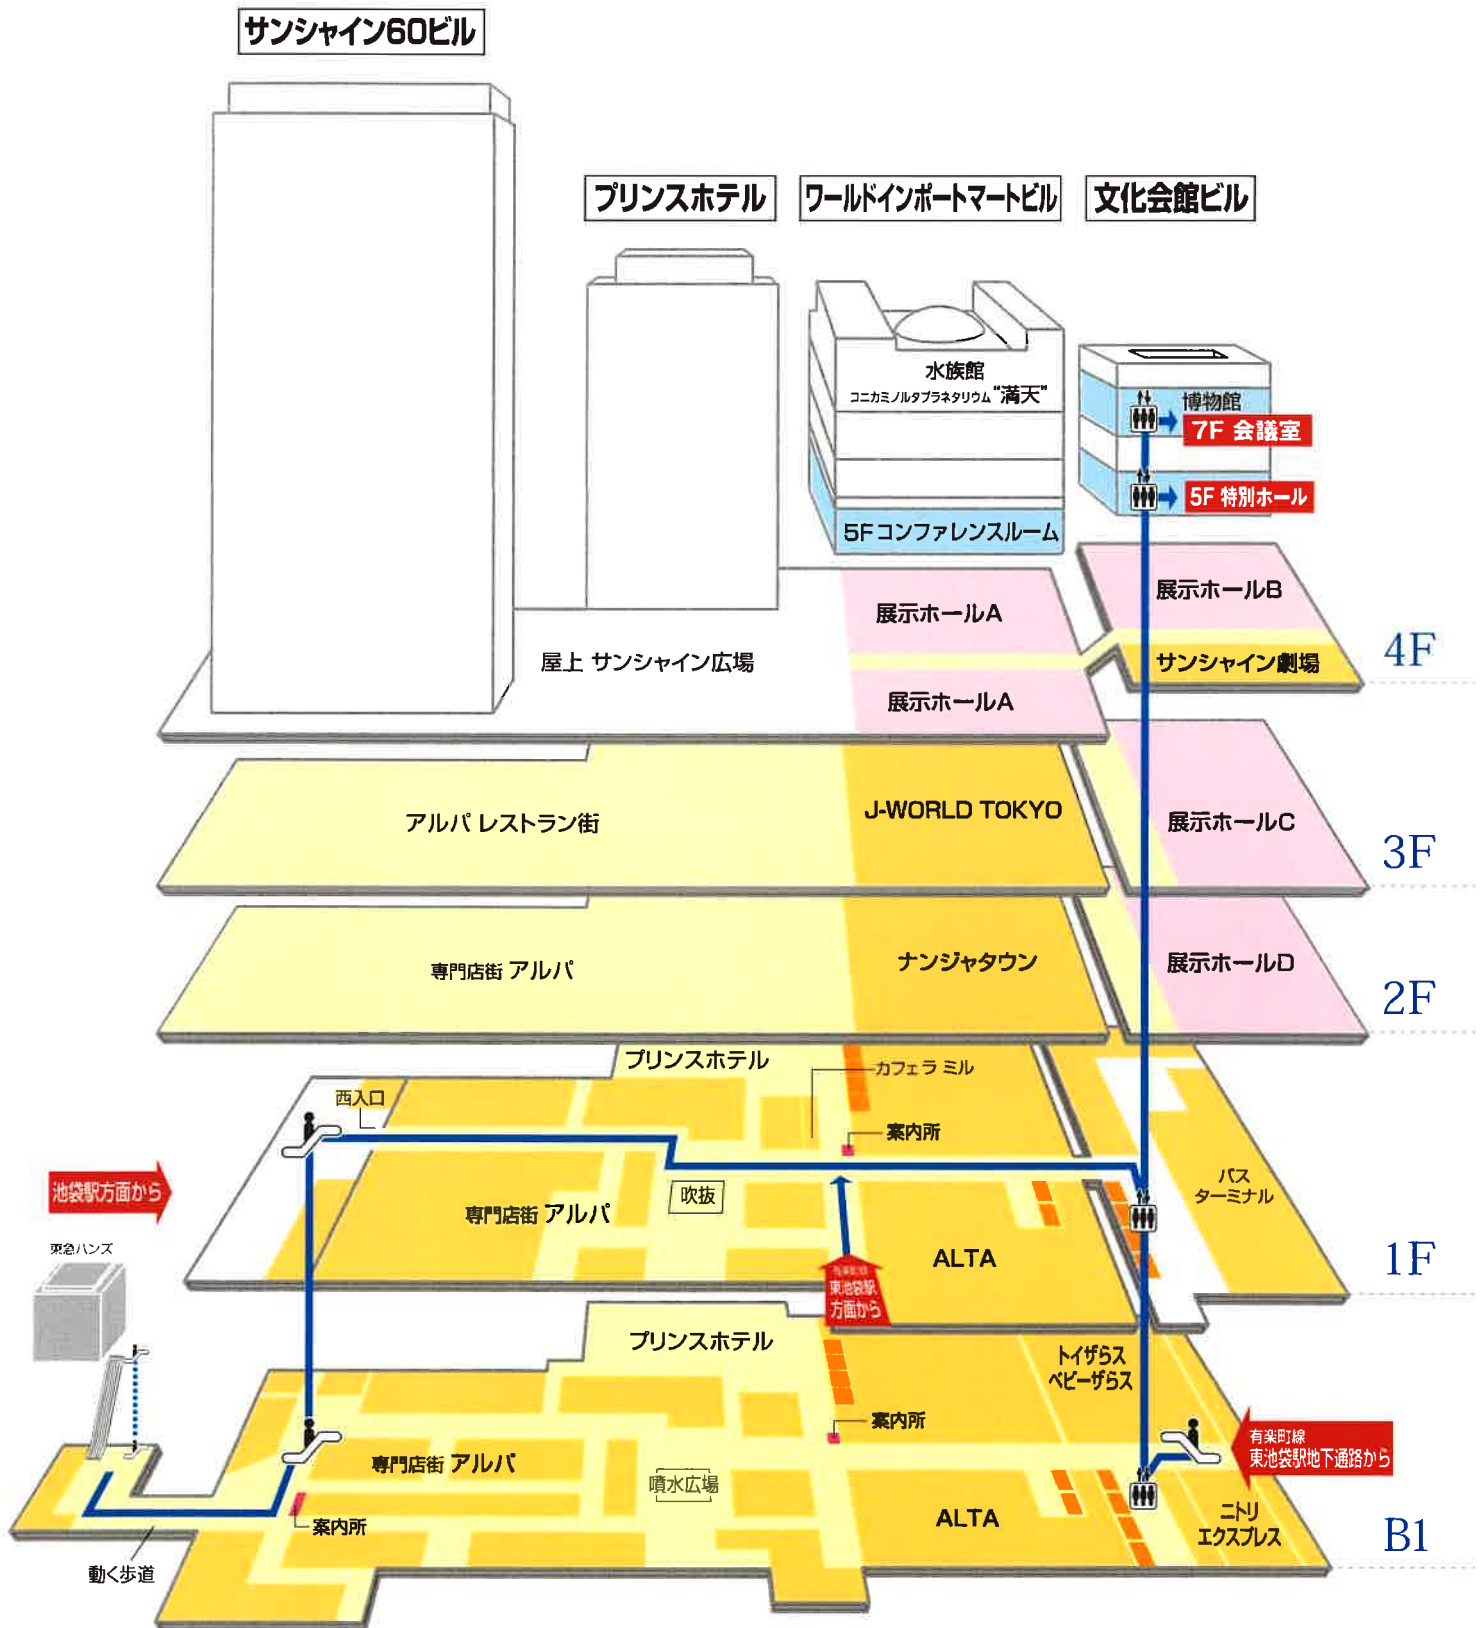 サンシャイン60ビル
プリンスホテル
ワールドインポートマートビル
文化会館ビル
水族館
コニカミノルタプラネタリウム "満天"
博物館
7F 会議室
5F 特別ホール
5Fコンファレンスルーム
展示ホールA
展示ホールB
屋上 サンシャイン広場
サンシャイン劇場
4F
展示ホールA
アルパ レストラン街
J-WORLD TOKYO
展示ホールC
3F
専門店街 アルパ
ナンジャタウン
展示ホールD
2F
プリンスホテル
カフェラ ミル
西入口
案内所
池袋駅方面から
吹抜
バス
ターミナル
専門店街 アルパ
東急ハンズ
ALTA
1F
東池袋駅
方面から
プリンスホテル
トイザらス
ベビーザらス
案内所
有楽町線
東池袋駅地下通路から
専門店街 アルパ
噴水広場
案内所
ALTA
ニトリ
エクスプレス
B1
動く歩道